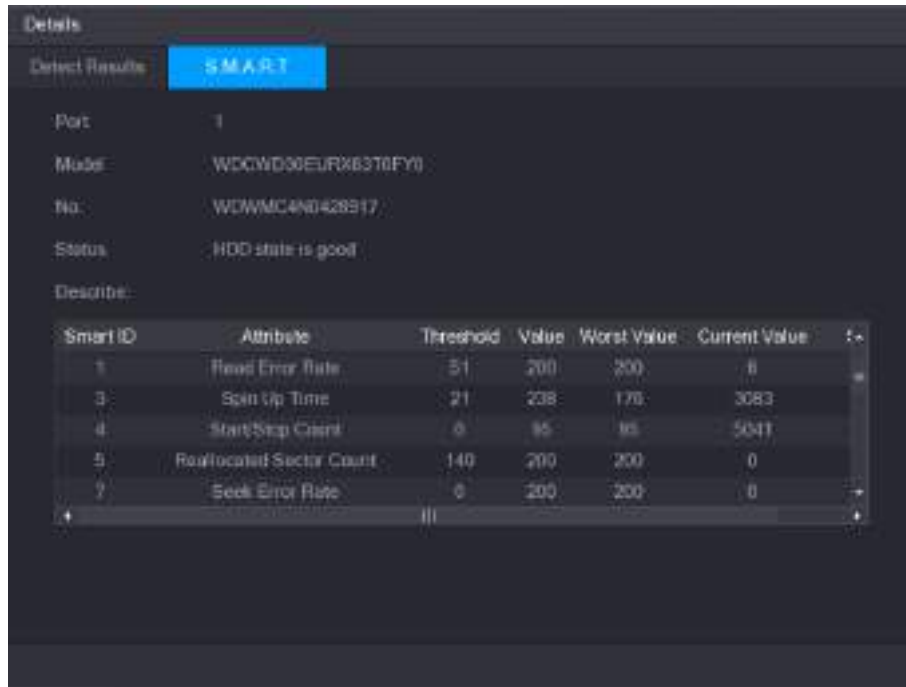 Details
Detect Results S.M.A.R.T
Port 1
Model
No. WDWMC4N0428917
Status HDD state is good
Describe:
Smart ID Attribute Threshold Value Worst Value Current Value
1 Read Error Rate 51 200 200
3 Spin Up Time 21 238 176 3083
4 Start/Stop Count 0 95 95 5041
5 Reallocated Sector Count 140 200 200 0
7 Seek Error Rate 0 200 200 0